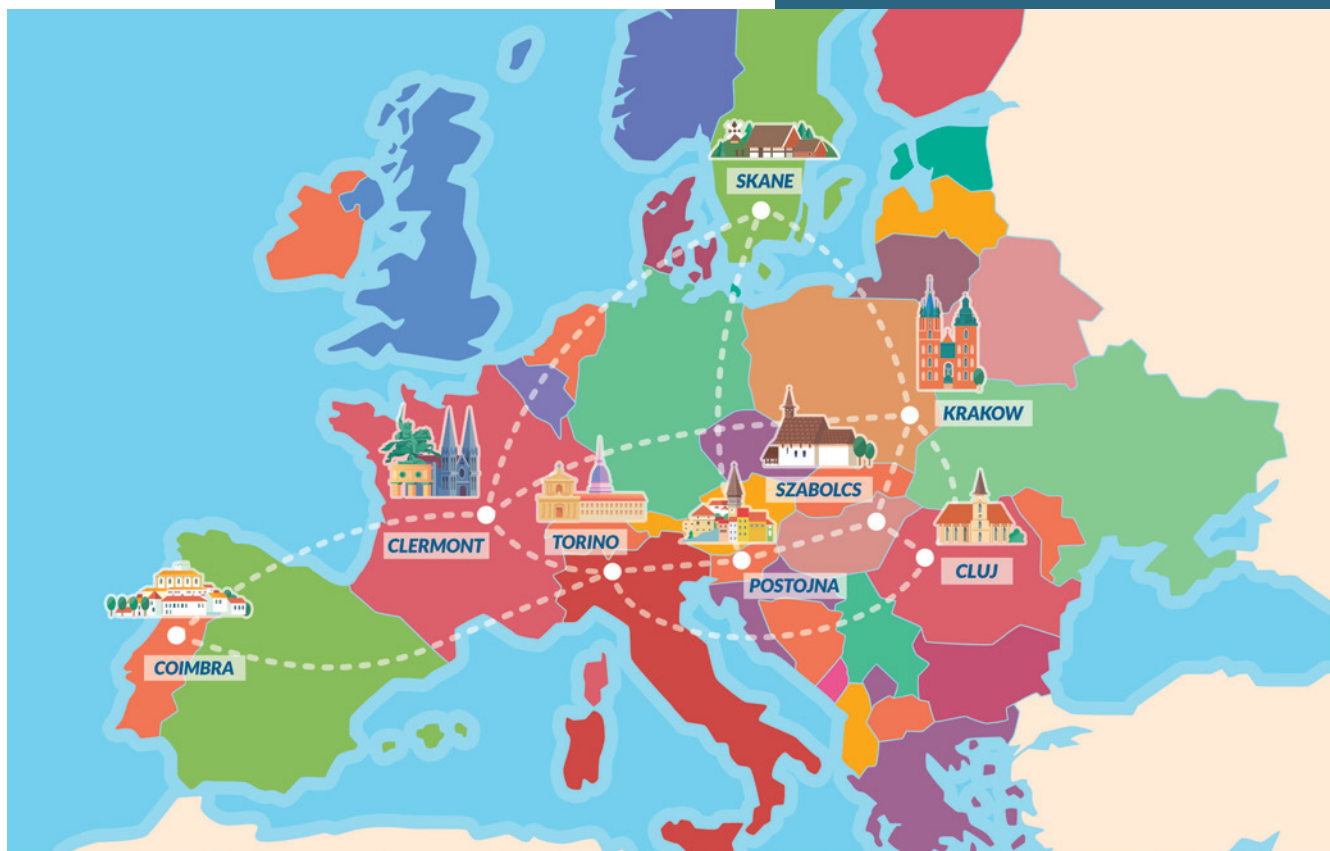 SKANE
KRAKOW
SZABOLCS
CLERMONT
TORINO
POSTOJNA
CLUJ
COIMBRA